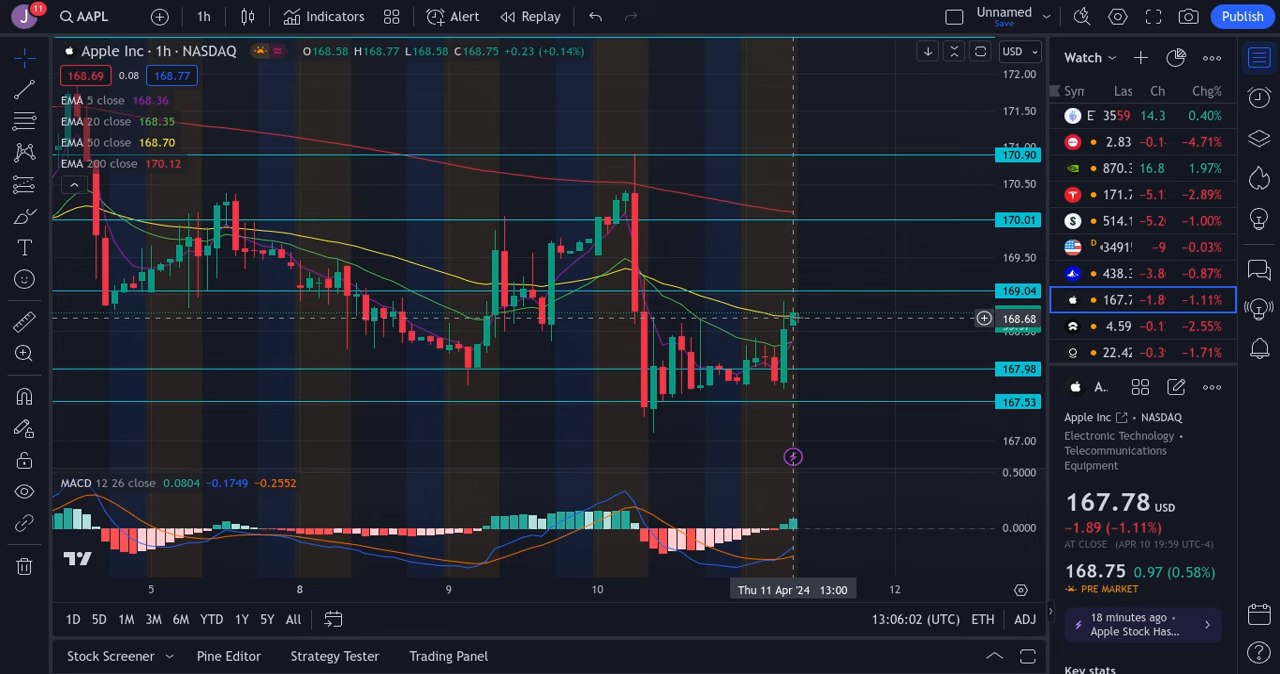 J 11 AAPL 1h Indicators Alert Replay Unnamed Save Publish
Apple Inc · 1h · NASDAQ O168.58 H168.77 L168.58 C168.75 +0.23 (+0.14%) USD
168.69 0.08 168.77
EMA 5 close 168.36
EMA 20 close 168.35
EMA 50 close 168.70
EMA 200 close 170.12
172.00
171.50
171.00
170.90
170.50
170.01
169.50
169.04
168.68
168.50
167.98
167.53
167.00
MACD 12 26 close 0.0804 −0.1749 −0.2552
0.5000
0.0000
5 8 9 10 Thu 11 Apr '24 13:00 12
1D 5D 1M 3M 6M YTD 1Y 5Y All 13:06:02 (UTC) ETH ADJ
Stock Screener Pine Editor Strategy Tester Trading Panel
Watch
Syn Las Ch Chg%
3559 14.3 0.40%
2.83 −0.1 −4.71%
870.3 16.8 1.97%
171.7 −5.1 −2.89%
514.1 −5.2 −1.00%
D −9 −0.03%
438.3 −3.8 −0.87%
167.7 −1.8 −1.11%
4.59 −0.1 −2.55%
22.42 −0.3 −1.71%
A..
Apple Inc • NASDAQ
Electronic Technology •
Telecommunications
Equipment
167.78 USD
−1.89 (−1.11%)
AT CLOSE (APR 10 19:59 UTC-4)
168.75 0.97 (0.58%)
PRE MARKET
18 minutes ago •
Apple Stock Has...
Key stats